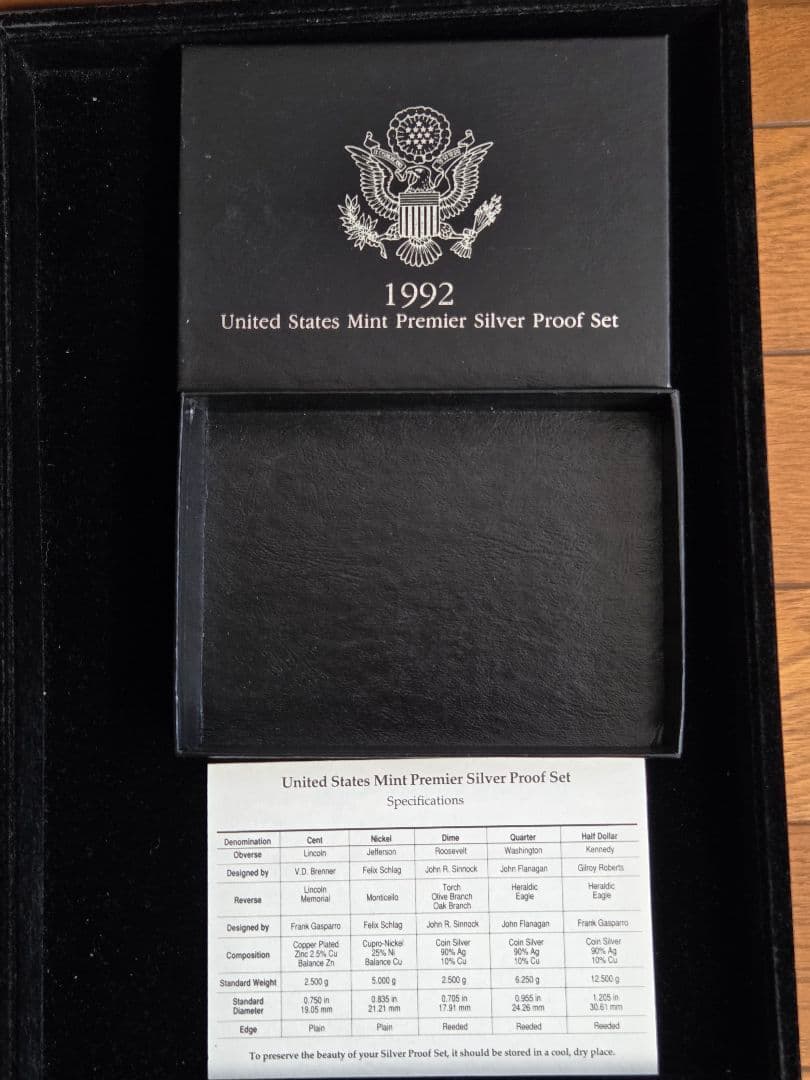 1992
United States Mint Premier Silver Proof Set
United States Mint Premier Silver Proof Set
Specifications
Denomination Cent Nickel Dime Quarter Half Dollar
Obverse Lincoln Jefferson Roosevelt Washington Kennedy
Designed by V.D. Brenner Felix Schlag John R. Sinnock John Flanagan Gilroy Roberts
Reverse Lincoln Memorial Monticello Torch Olive Branch Oak Branch Heraldic Eagle Heraldic Eagle
Designed by Frank Gasparro Felix Schlag John R. Sinnock John Flanagan Frank Gasparro
Composition Copper Plated Zinc 2.5% Cu Balance Zn Cupro-Nickel 25% Ni Balance Cu Coin Silver 90% Ag 10% Cu Coin Silver 90% Ag 10% Cu Coin Silver 90% Ag 10% Cu
Standard Weight 2.500 g 5.000 g 2.500 g 6.250 g 12.500 g
Standard Diameter 0.750 in 19.05 mm 0.835 in 21.21 mm 0.705 in 17.91 mm 0.955 in 24.26 mm 1.205 in 30.61 mm
Edge Plain Plain Reeded Reeded Reeded
To preserve the beauty of your Silver Proof Set, it should be stored in a cool, dry place.